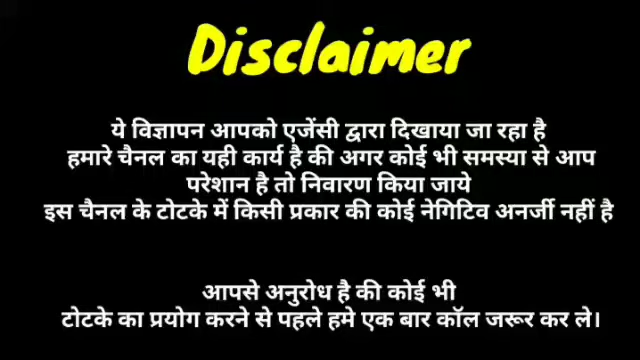 Disclaimer
ये विज्ञापन आपको एजेंसी द्वारा दिखाया जा रहा है
हमारे चैनल का यही कार्य है की अगर कोई भी समस्या से आप
परेशान है तो निवारण किया जाये
इस चैनल के टोटके में किसी प्रकार की कोई नेगिटिव अनर्जी नहीं है
आपसे अनुरोध है की कोई भी
टोटके का प्रयोग करने से पहले हमे एक बार कॉल जरूर कर ले।